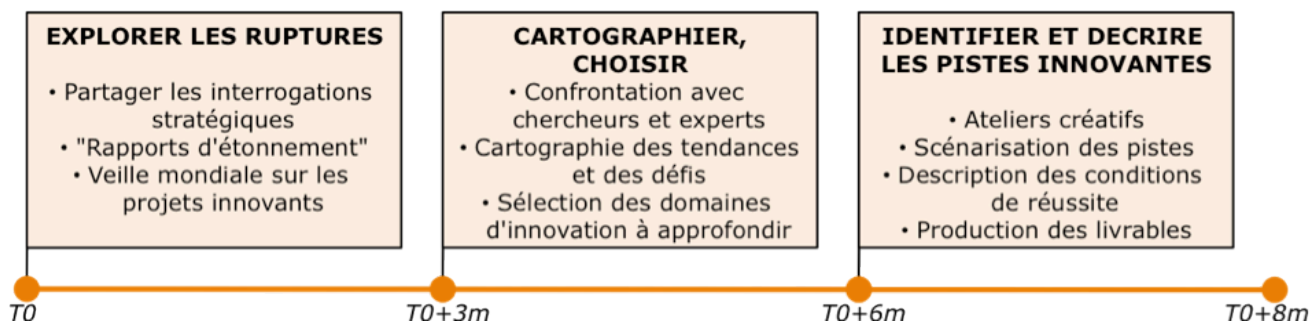 EXPLORER LES RUPTURES
• Partager les interrogations
stratégiques
• "Rapports d'étonnement"
• Veille mondiale sur les
projets innovants
CARTOGRAPHIER,
CHOISIR
• Confrontation avec
chercheurs et experts
• Cartographie des tendances
et des défis
• Sélection des domaines
d'innovation à approfondir
IDENTIFIER ET DECRIRE
LES PISTES INNOVANTES
• Ateliers créatifs
• Scénarisation des pistes
• Description des conditions
de réussite
• Production des livrables
T0
T0+3m
T0+6m
T0+8m